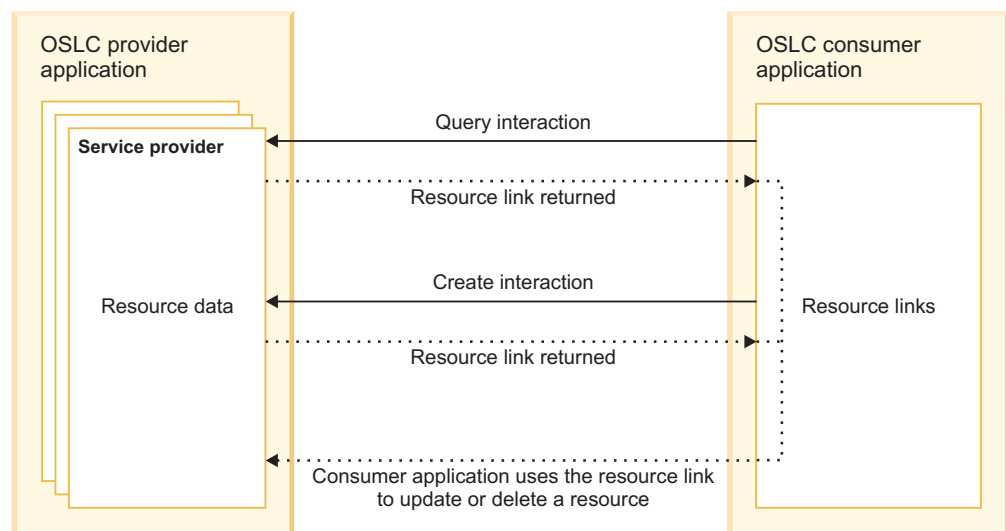 OSLC provider
application
OSLC consumer
application
Service provider
Query interaction
Resource link returned
Create interaction
Resource data
Resource links
Resource link returned
Consumer application uses the resource link
to update or delete a resource